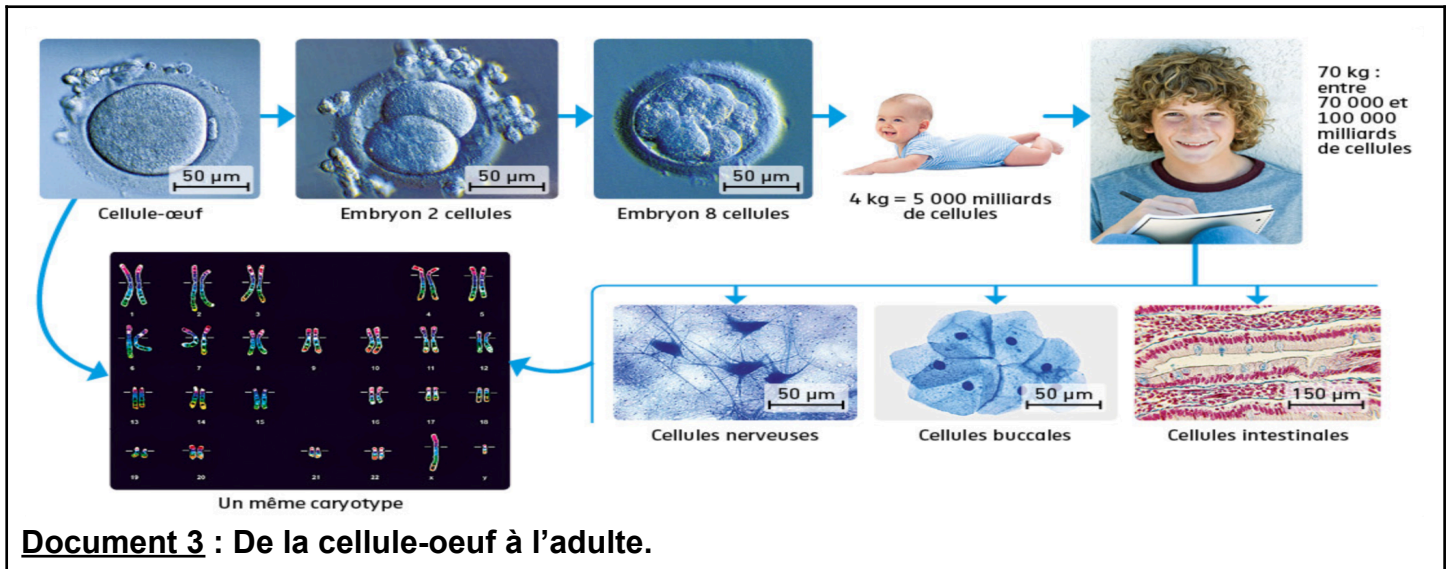 50 µm
50 µm
50 µm
70 kg :
entre
70 000 et
100 000
milliards
de cellules
Cellule-œuf
Embryon 2 cellules
Embryon 8 cellules
4 kg = 5 000 milliards
de cellules
1 2 3 4 5
6 7 8 9 10 11 12
13 14 15 16 17 18
19 20 21 22 x y
50 µm
50 µm
150 µm
Cellules nerveuses
Cellules buccales
Cellules intestinales
Un même caryotype
Document 3 : De la cellule-oeuf à l’adulte.